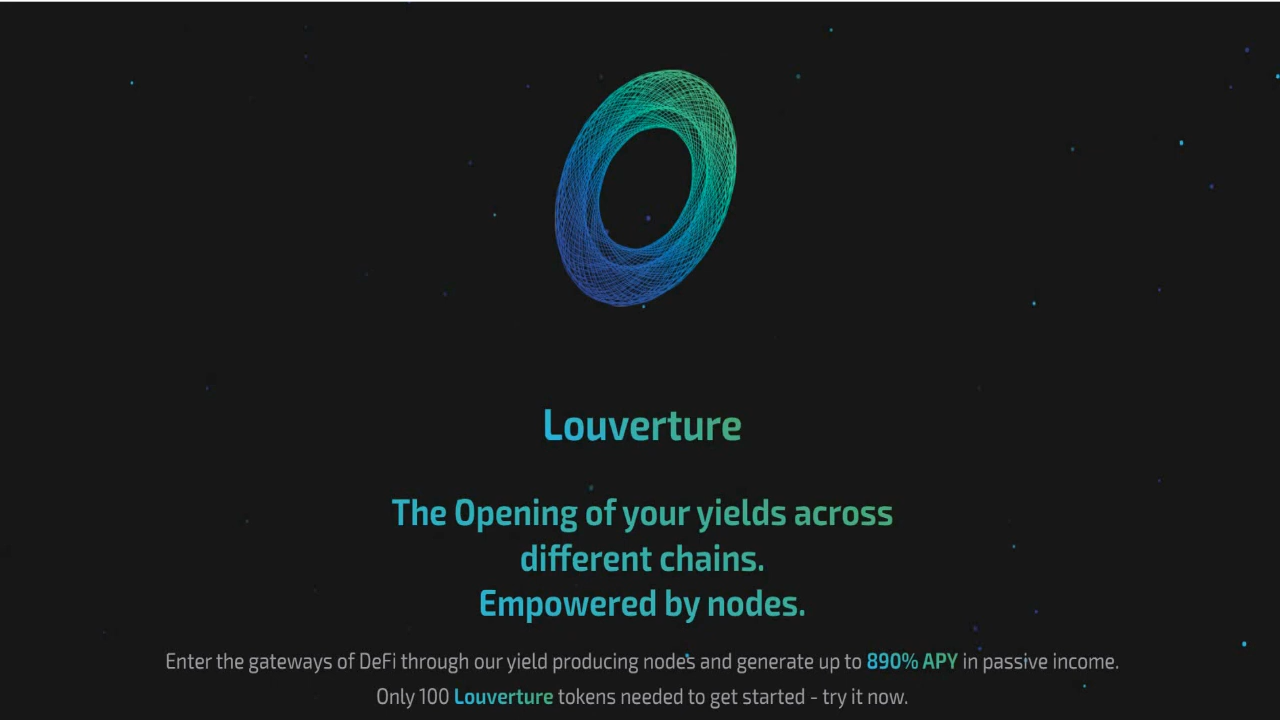 Louverture
The Opening of your yields across
different chains.
Empowered by nodes.
Enter the gateways of DeFi through our yield producing nodes and generate up to 890% APY in passive income.
Only 100 Louverture tokens needed to get started - try it now.